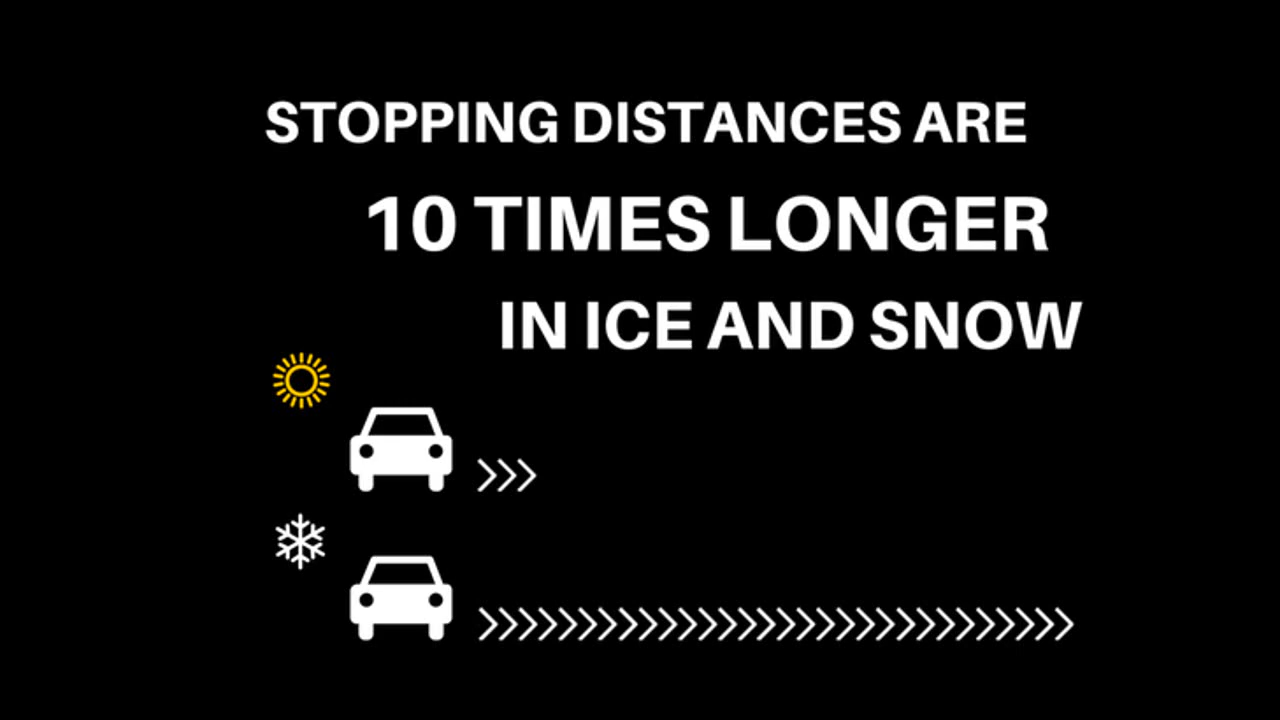 STOPPING DISTANCES ARE
10 TIMES LONGER
IN ICE AND SNOW